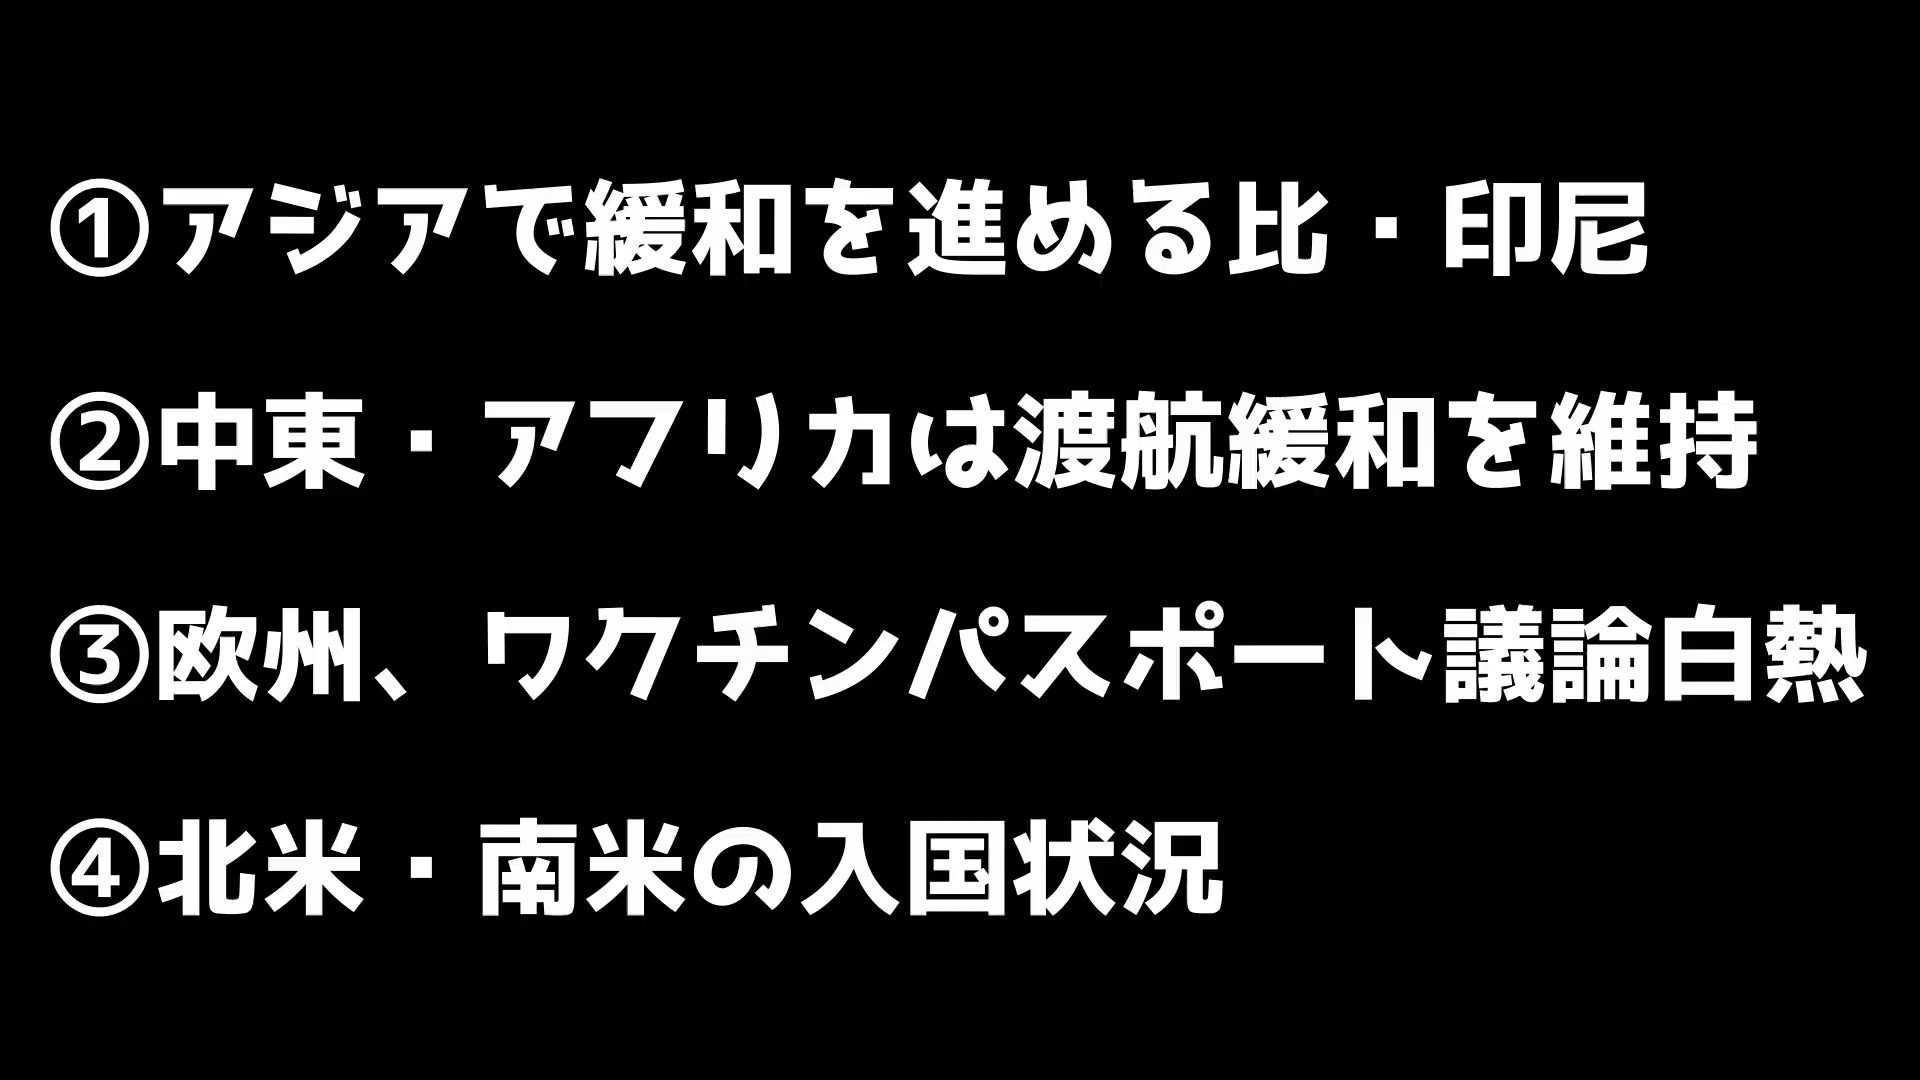 ①アジアで緩和を進める比・印尼
②中東・アフリカは渡航緩和を維持
③欧州、ワクチンパスポート議論白熱
④北米・南米の入国状況